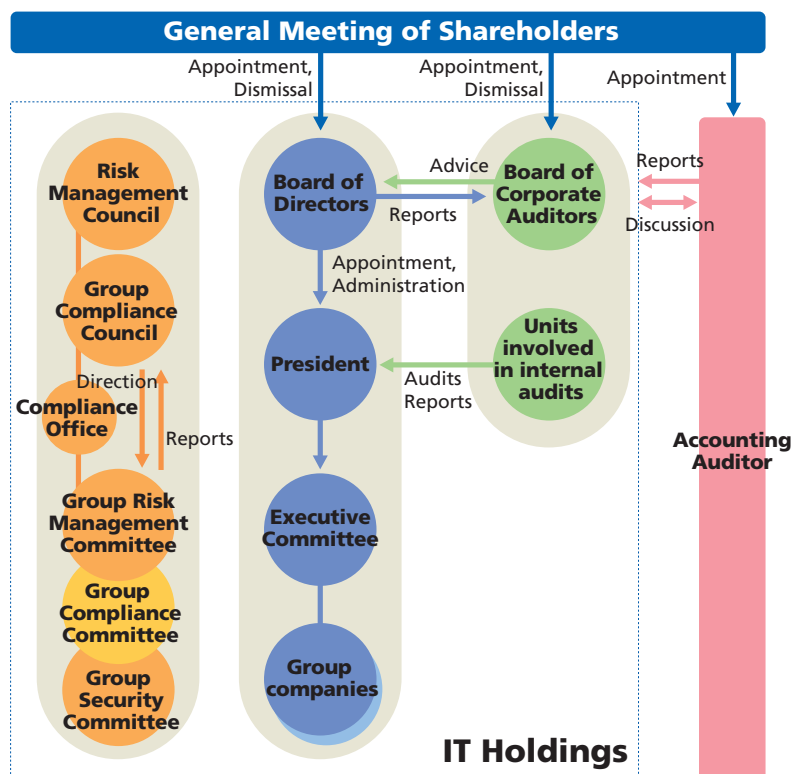 General Meeting of Shareholders
Appointment,
Dismissal
Appointment,
Dismissal
Appointment
Risk
Management
Council
Group
Compliance
Council
Direction
Compliance
Office
Reports
Group Risk
Management
Committee
Group
Compliance
Committee
Group
Security
Committee
Board of
Directors
Advice
Reports
Board of
Corporate
Auditors
Appointment,
Administration
President
Audits
Reports
Units
involved
in internal
audits
Executive
Committee
Group
companies
Reports
Discussion
Accounting
Auditor
IT Holdings